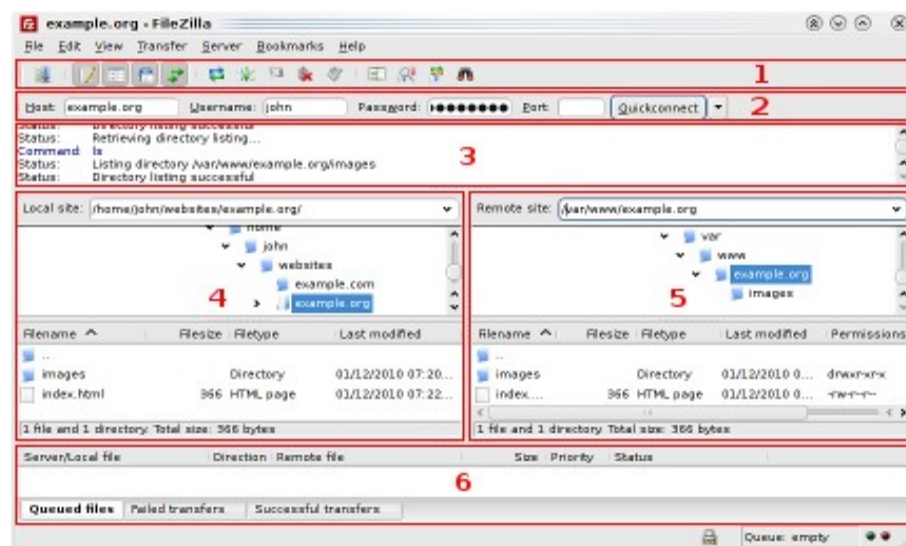 example.org - FileZilla
File Edit View Transfer Server Bookmarks Help
1
Host: example.org Username: john Password: Port: Quickconnect
2
Status: Directory listing successful
Status: Retrieving directory listing...
Command: ls
Status: Listing directory /var/www/example.org/images
Status: Directory listing successful
3
Local site: /home/john/websites/example.org/
home
john
websites
example.com
example.org
4
Filename Filesize Filetype Last modified
..
images Directory 01/12/2010 07:20...
index.html 366 HTML page 01/12/2010 07:22...
1 file and 1 directory. Total size: 366 bytes
Remote site: /var/www/example.org
var
www
example.org
images
5
Filename Filesize Filetype Last modified Permissions
..
images Directory 01/12/2010 0... drwxr-xr-x
index.... 366 HTML page 01/12/2010 0... -rw-r--r--
1 file and 1 directory. Total size: 366 bytes
Server/Local file Direction Remote file Size Priority Status
6
Queued files Failed transfers Successful transfers
Queue: empty